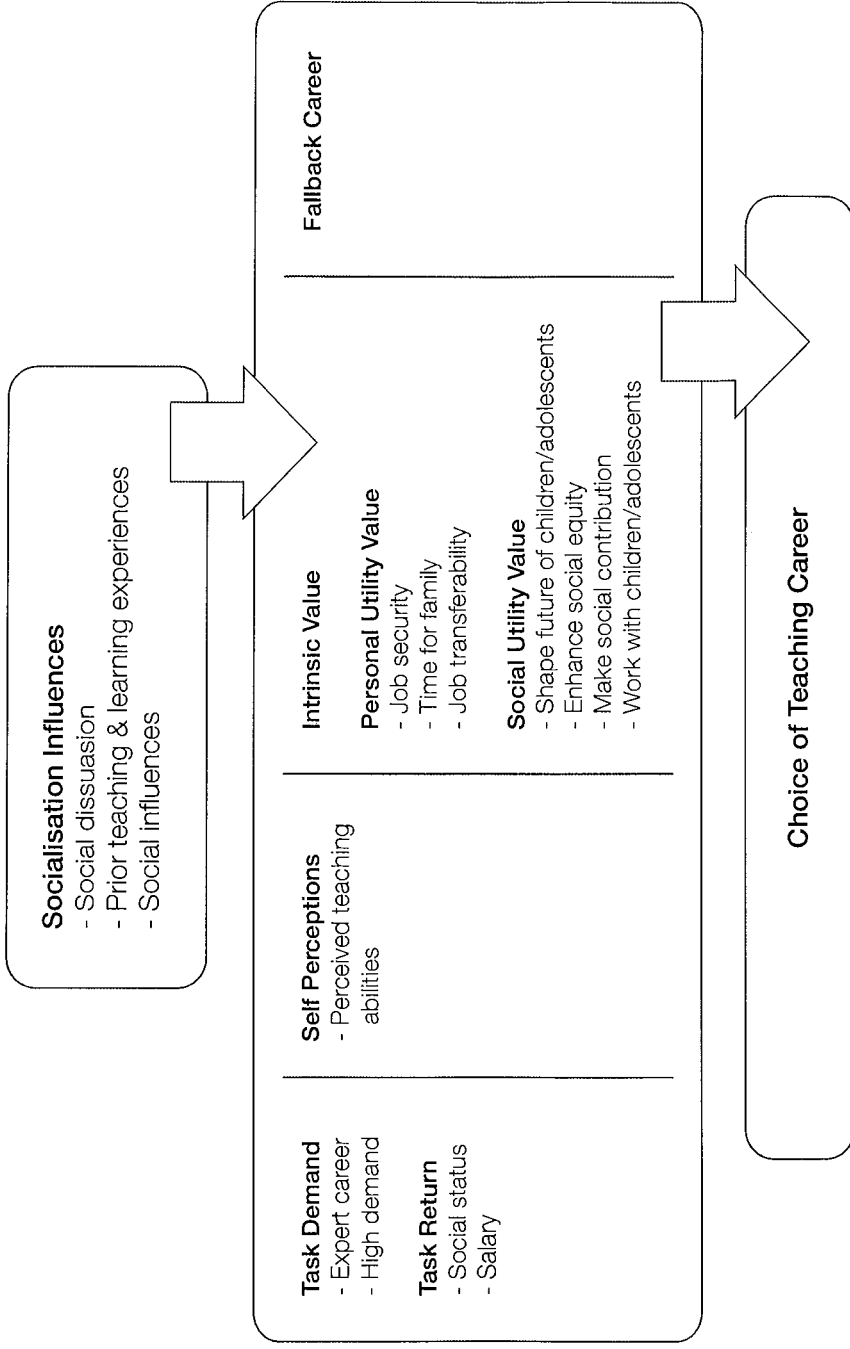 Socialisation Influences
- Social dissuasion
- Prior teaching & learning experiences
- Social influences
Task Demand
- Expert career
- High demand
Task Return
- Social status
- Salary
Self Perceptions
- Perceived teaching
abilities
Intrinsic Value
Personal Utility Value
- Job security
- Time for family
- Job transferability
Social Utility Value
- Shape future of children/adolescents
- Enhance social equity
- Make social contribution
- Work with children/adolescents
Fallback Career
Choice of Teaching Career